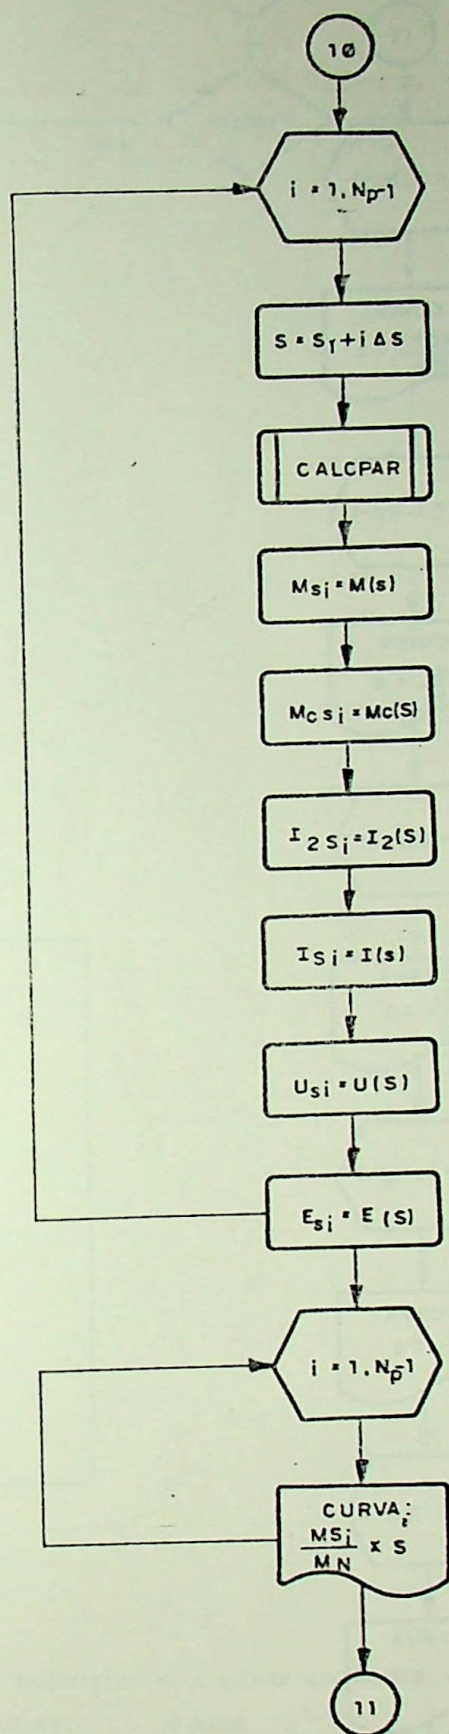 10
i = 1, Np-1
S = S1 + i Δ S
CALCPAR
Msi = M(s)
Mc si = Mc(S)
I2 Si = I2(S)
ISi = I(s)
Usi = U(S)
Esi = E (S)
i = 1, Np-1
CURVA:
MSi
MN
x S
11